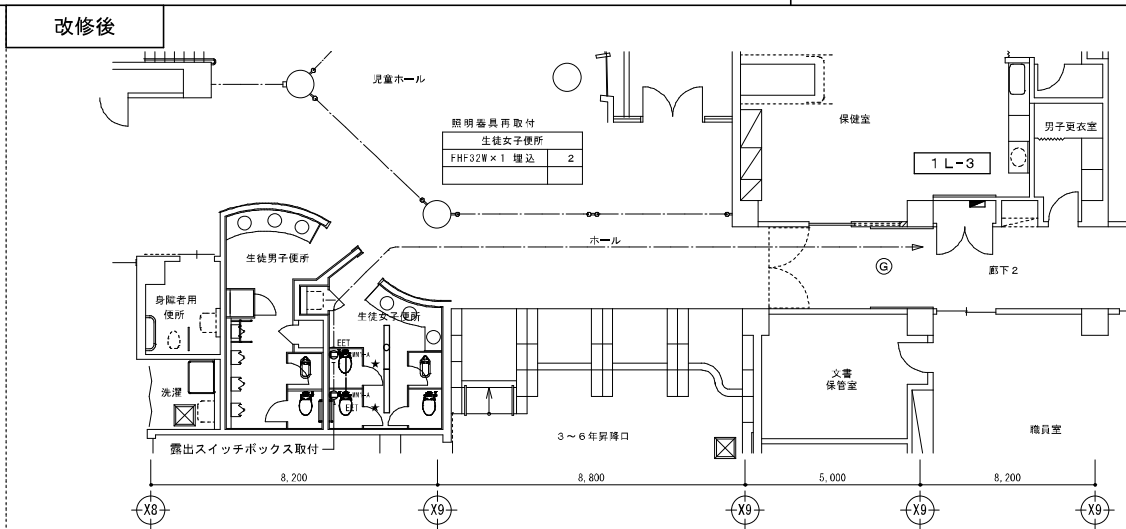 改修後
児童ホール
照明器具再取付
生徒女子便所
FHF32W×1 埋込 2
保健室
男子更衣室
1L-3
ホール
生徒男子便所
G
廊下2
身障者用
便所
生徒女子便所
EET
WN1-A
★
洗濯
WN1-A
EET
★
文書
保管室
3～6年昇降口
職員室
露出スイッチボックス取付
8,200
8,800
5,000
8,200
X8
X9
X9
X9
X9